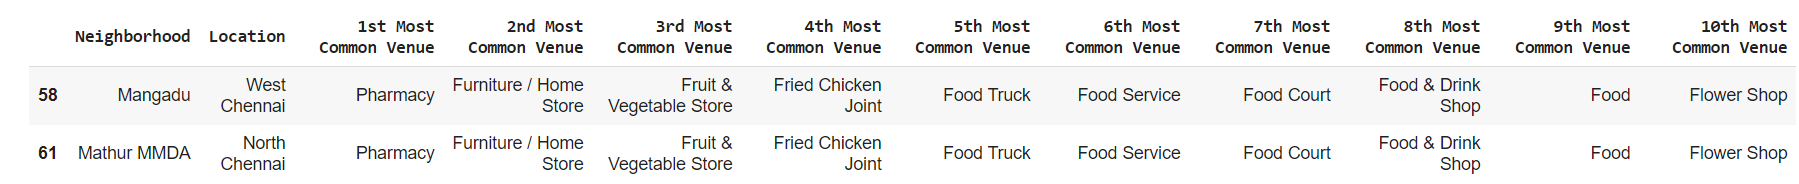 Neighborhood Location 1st Most Common Venue 2nd Most Common Venue 3rd Most Common Venue 4th Most Common Venue 5th Most Common Venue 6th Most Common Venue 7th Most Common Venue 8th Most Common Venue 9th Most Common Venue 10th Most Common Venue
58 Mangadu West Chennai Pharmacy Furniture / Home Store Fruit & Vegetable Store Fried Chicken Joint Food Truck Food Service Food Court Food & Drink Shop Food Flower Shop
61 Mathur MMDA North Chennai Pharmacy Furniture / Home Store Fruit & Vegetable Store Fried Chicken Joint Food Truck Food Service Food Court Food & Drink Shop Food Flower Shop